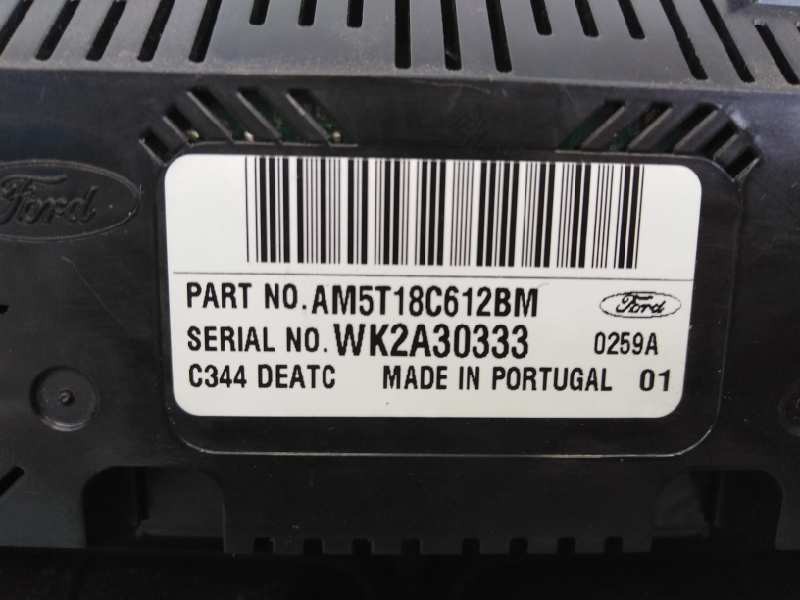 Ford
PART NO. AM5T18C612BM
Ford
SERIAL NO. WK2A30333
0259A
C344 DEATC MADE IN PORTUGAL 01